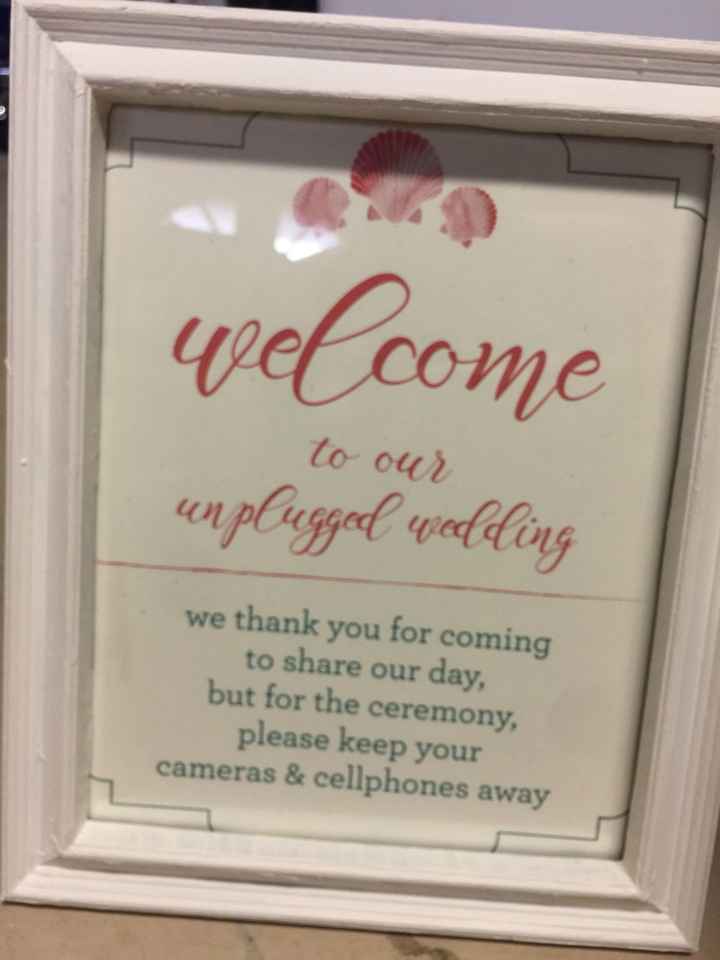 welcome
to our
unplugged wedding
we thank you for coming
to share our day,
but for the ceremony,
please keep your
cameras & cellphones away